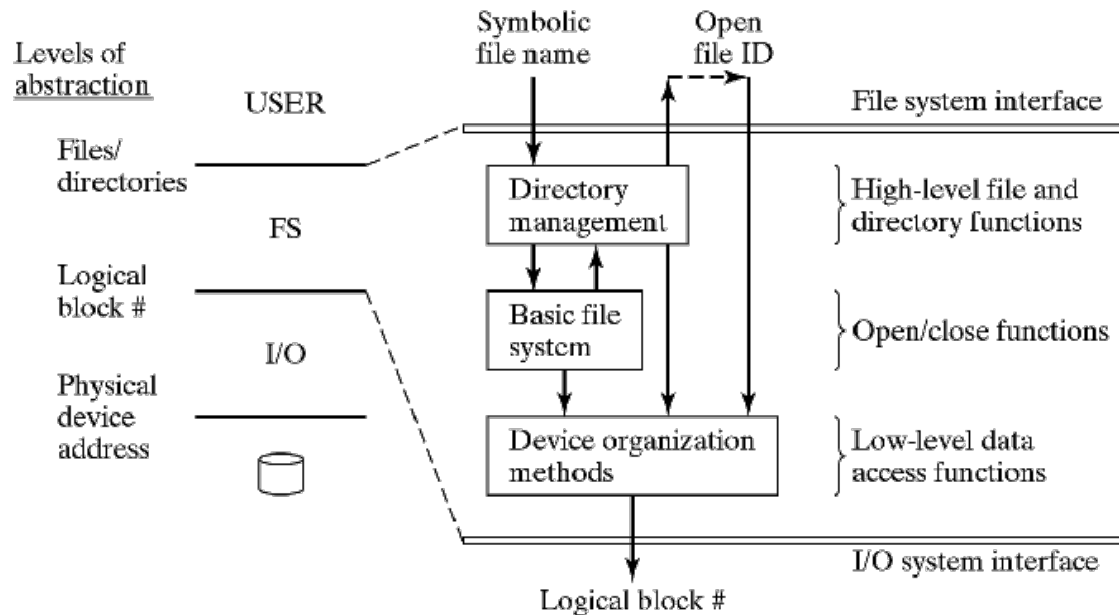 Levels of
abstraction
USER
Files/
directories
FS
Logical
block #
I/O
Physical
device
address
Symbolic
file name
Open
file ID
File system interface
Directory
management
High-level file and
directory functions
Basic file
system
Open/close functions
Device organization
methods
Low-level data
access functions
I/O system interface
Logical block #